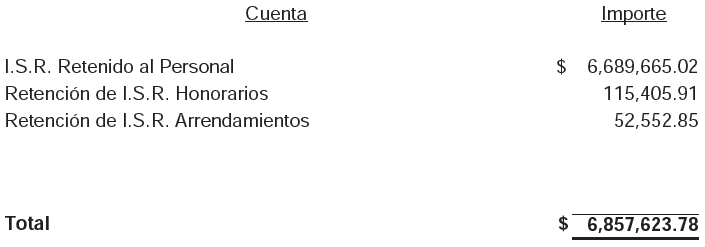 Cuenta Importe
I.S.R. Retenido al Personal $ 6,689,665.02
Retención de I.S.R. Honorarios 115,405.91
Retención de I.S.R. Arrendamientos 52,552.85
Total $ 6,857,623.78